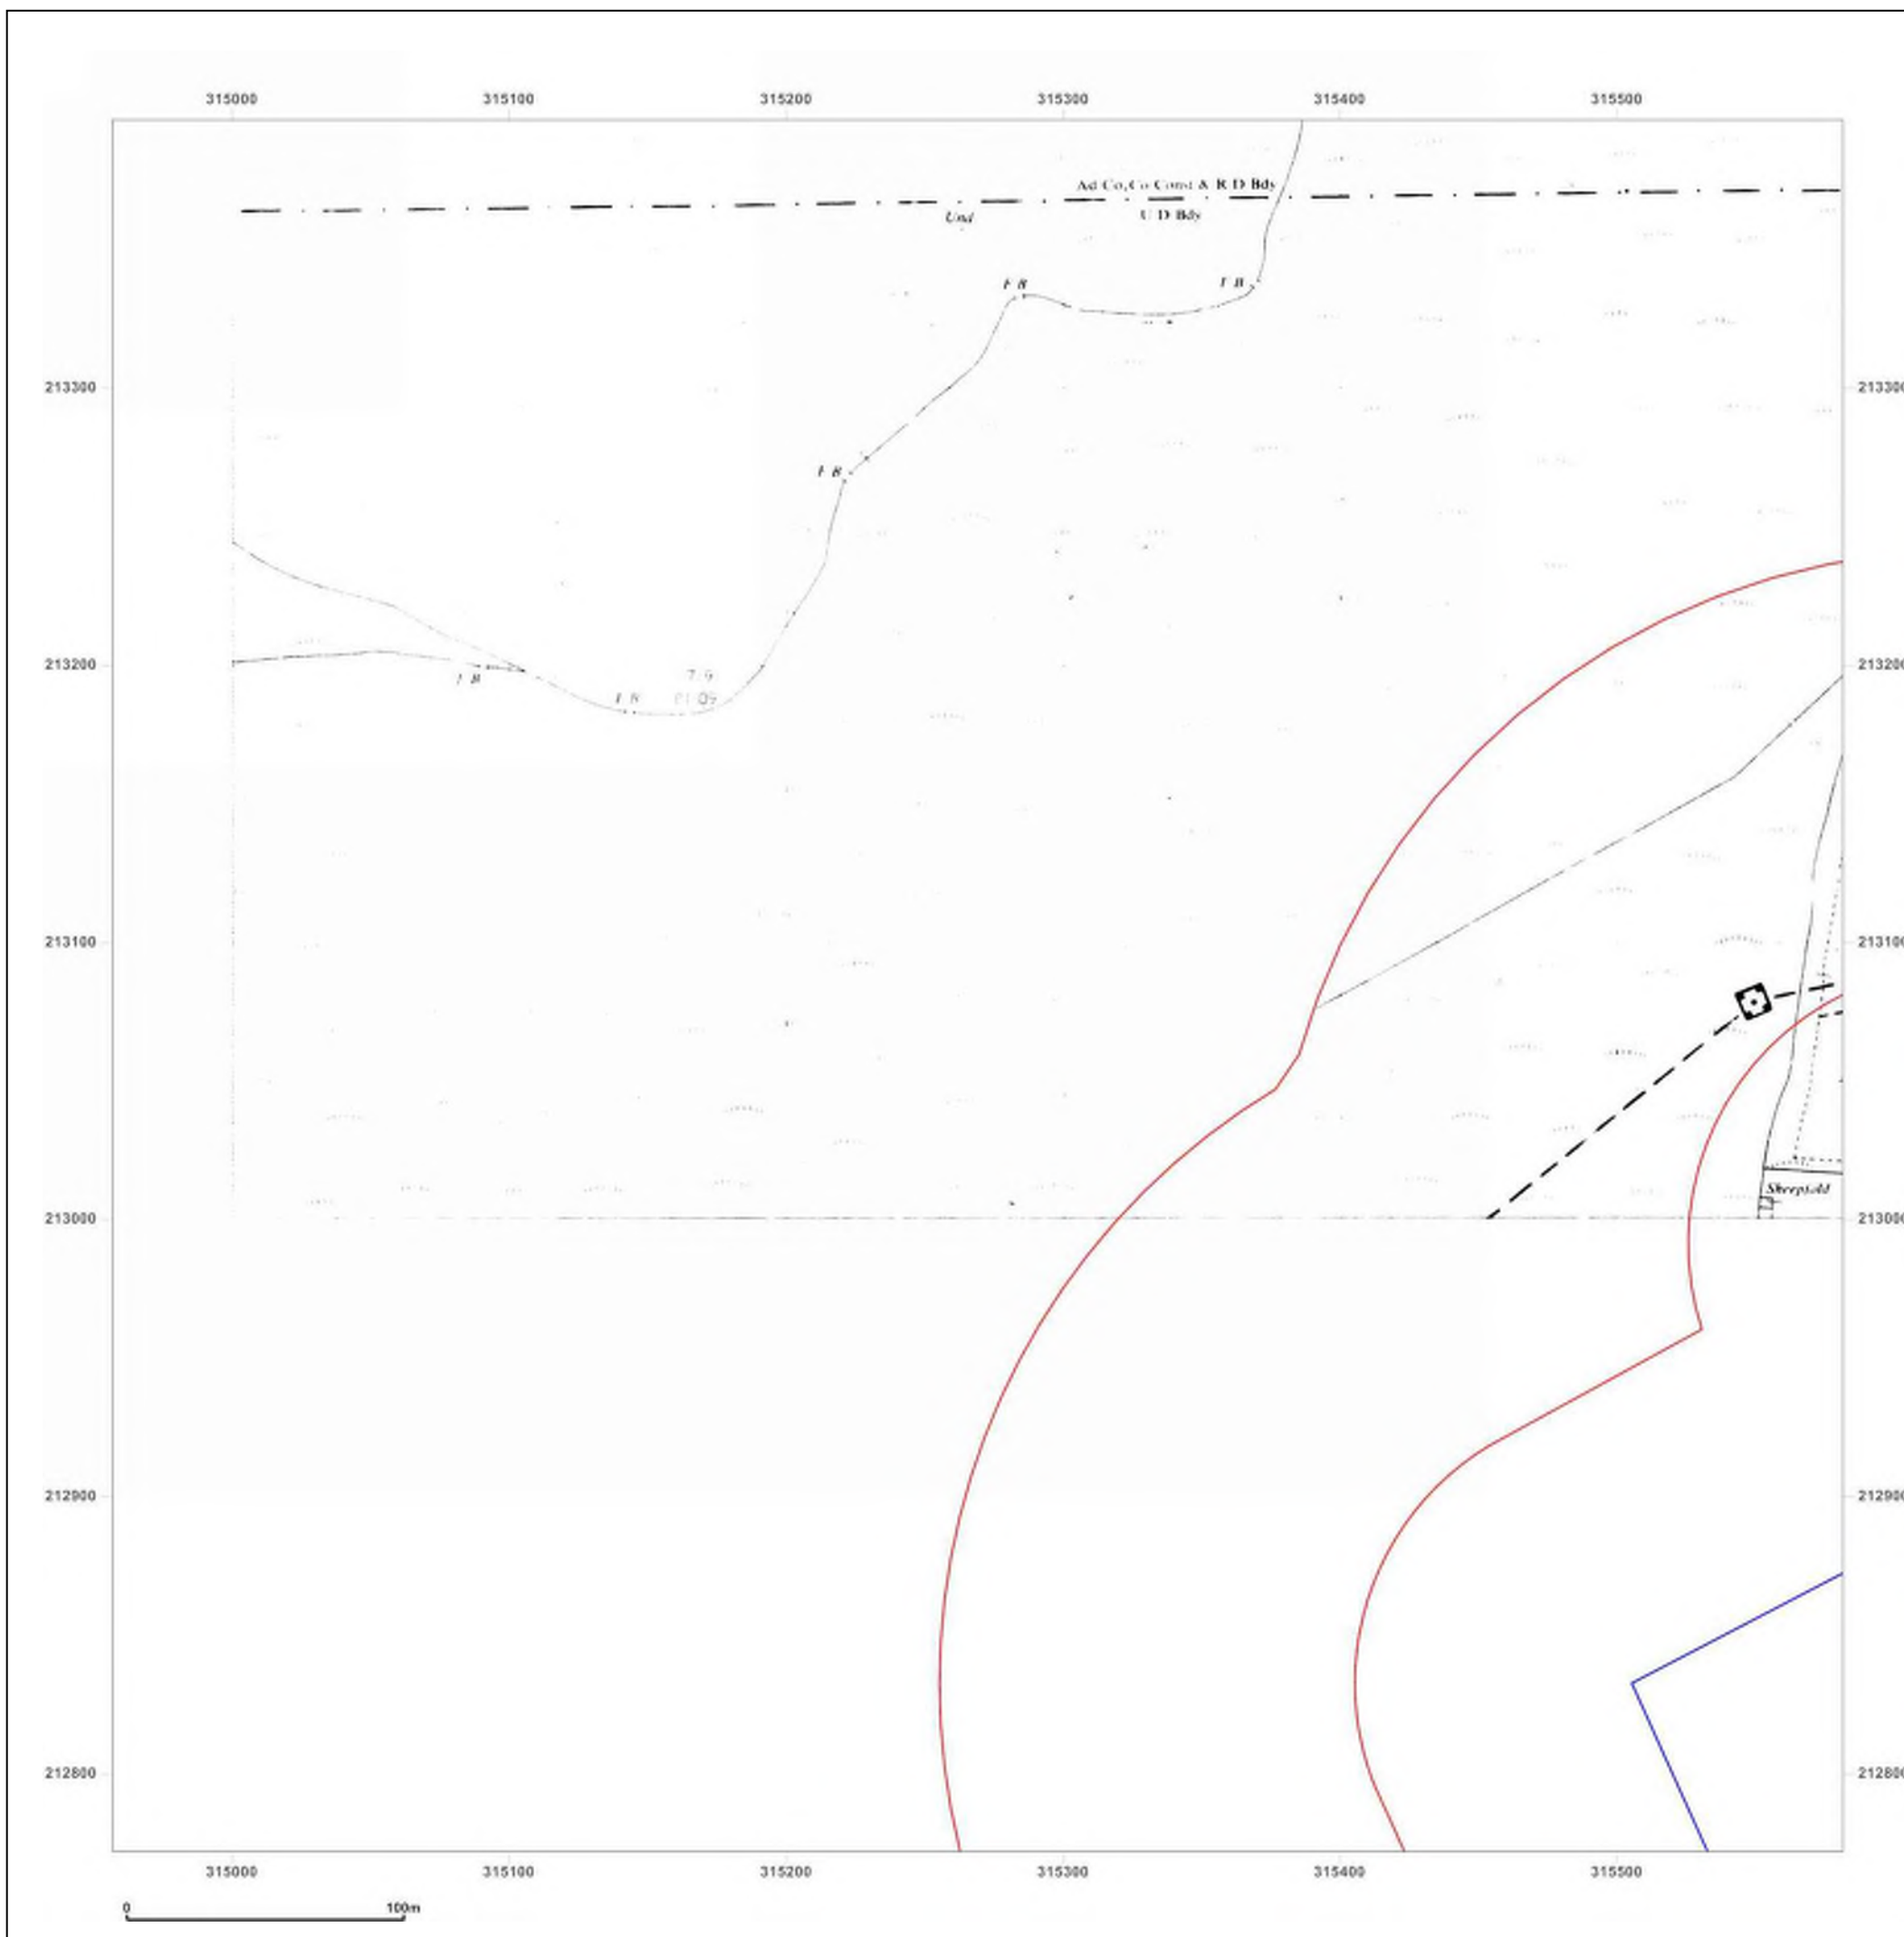 315000 315100 315200 315300 315400 315500
Ad Co, Co Const & R D Bdy
Und U D Bdy
F B F B
213300 213300
F B
213200 213200
F B
F B
213100 213100
Sheepfold
213000 213000
212900 212900
212800 212800
315000 315100 315200 315300 315400 315500
0 100m